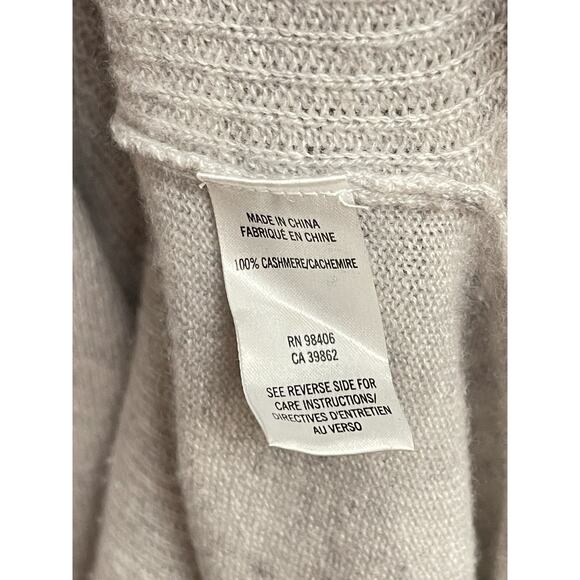 MADE IN CHINA
FABRIQUÉ EN CHINE
100% CASHMERE/CACHEMIRE
RN 98406
CA 39862
SEE REVERSE SIDE FOR
CARE INSTRUCTIONS/
DIRECTIVES D'ENTRETIEN
AU VERSO